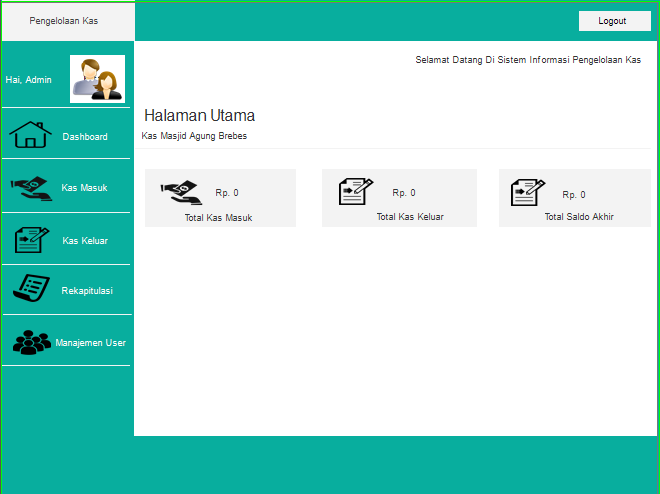 Pengelolaan Kas
Logout
Hai, Admin
Dashboard
Kas Masuk
Kas Keluar
Rekapitulasi
Manajemen User
Selamat Datang Di Sistem Informasi Pengelolaan Kas
Halaman Utama
Kas Masjid Agung Brebes
Rp. 0
Total Kas Masuk
Rp. 0
Total Kas Keluar
Rp. 0
Total Saldo Akhir